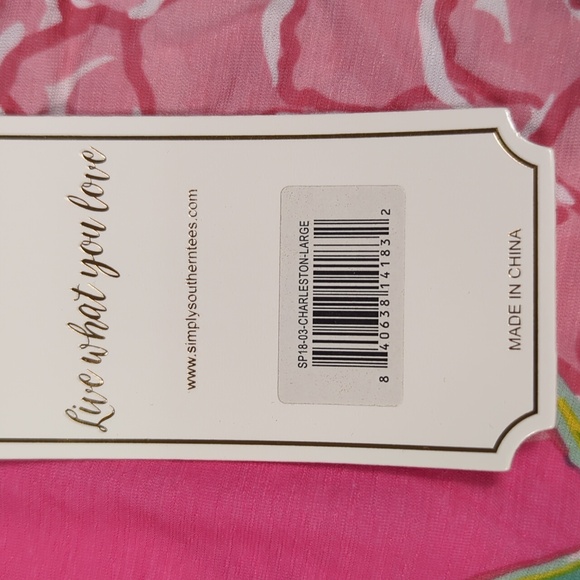 Live what you love
www.simplysoutherntees.com
SP18-03-CHARLESTON-LARGE
8 40638 14183 2
MADE IN CHINA